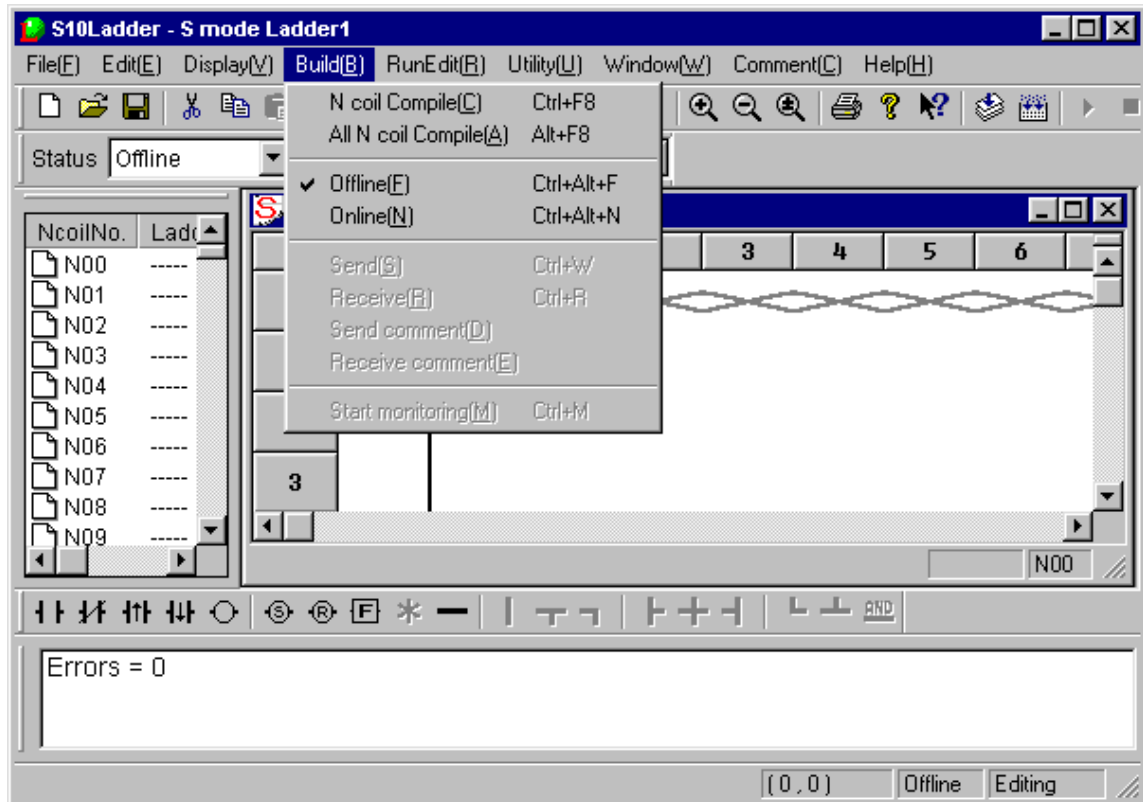 S10Ladder - S mode Ladder1
File(F) Edit(E) Display(V) Build(B) RunEdit(R) Utility(U) Window(W) Comment(C) Help(H)
N coil Compile(C) Ctrl+F8
All N coil Compile(A) Alt+F8
Status Offline
Offline(F) Ctrl+Alt+F
Online(N) Ctrl+Alt+N
Send(S) Ctrl+W
Receive(R) Ctrl+R
Send comment(D)
Receive comment(E)
Start monitoring(M) Ctrl+M
NcoilNo. Ladd
N00 -----
N01 -----
N02 -----
N03 -----
N04 -----
N05 -----
N06 -----
N07 -----
N08 -----
N09 -----
S
3 4 5 6
3
N00
S R F AND
Errors = 0
(0,0) Offline Editing